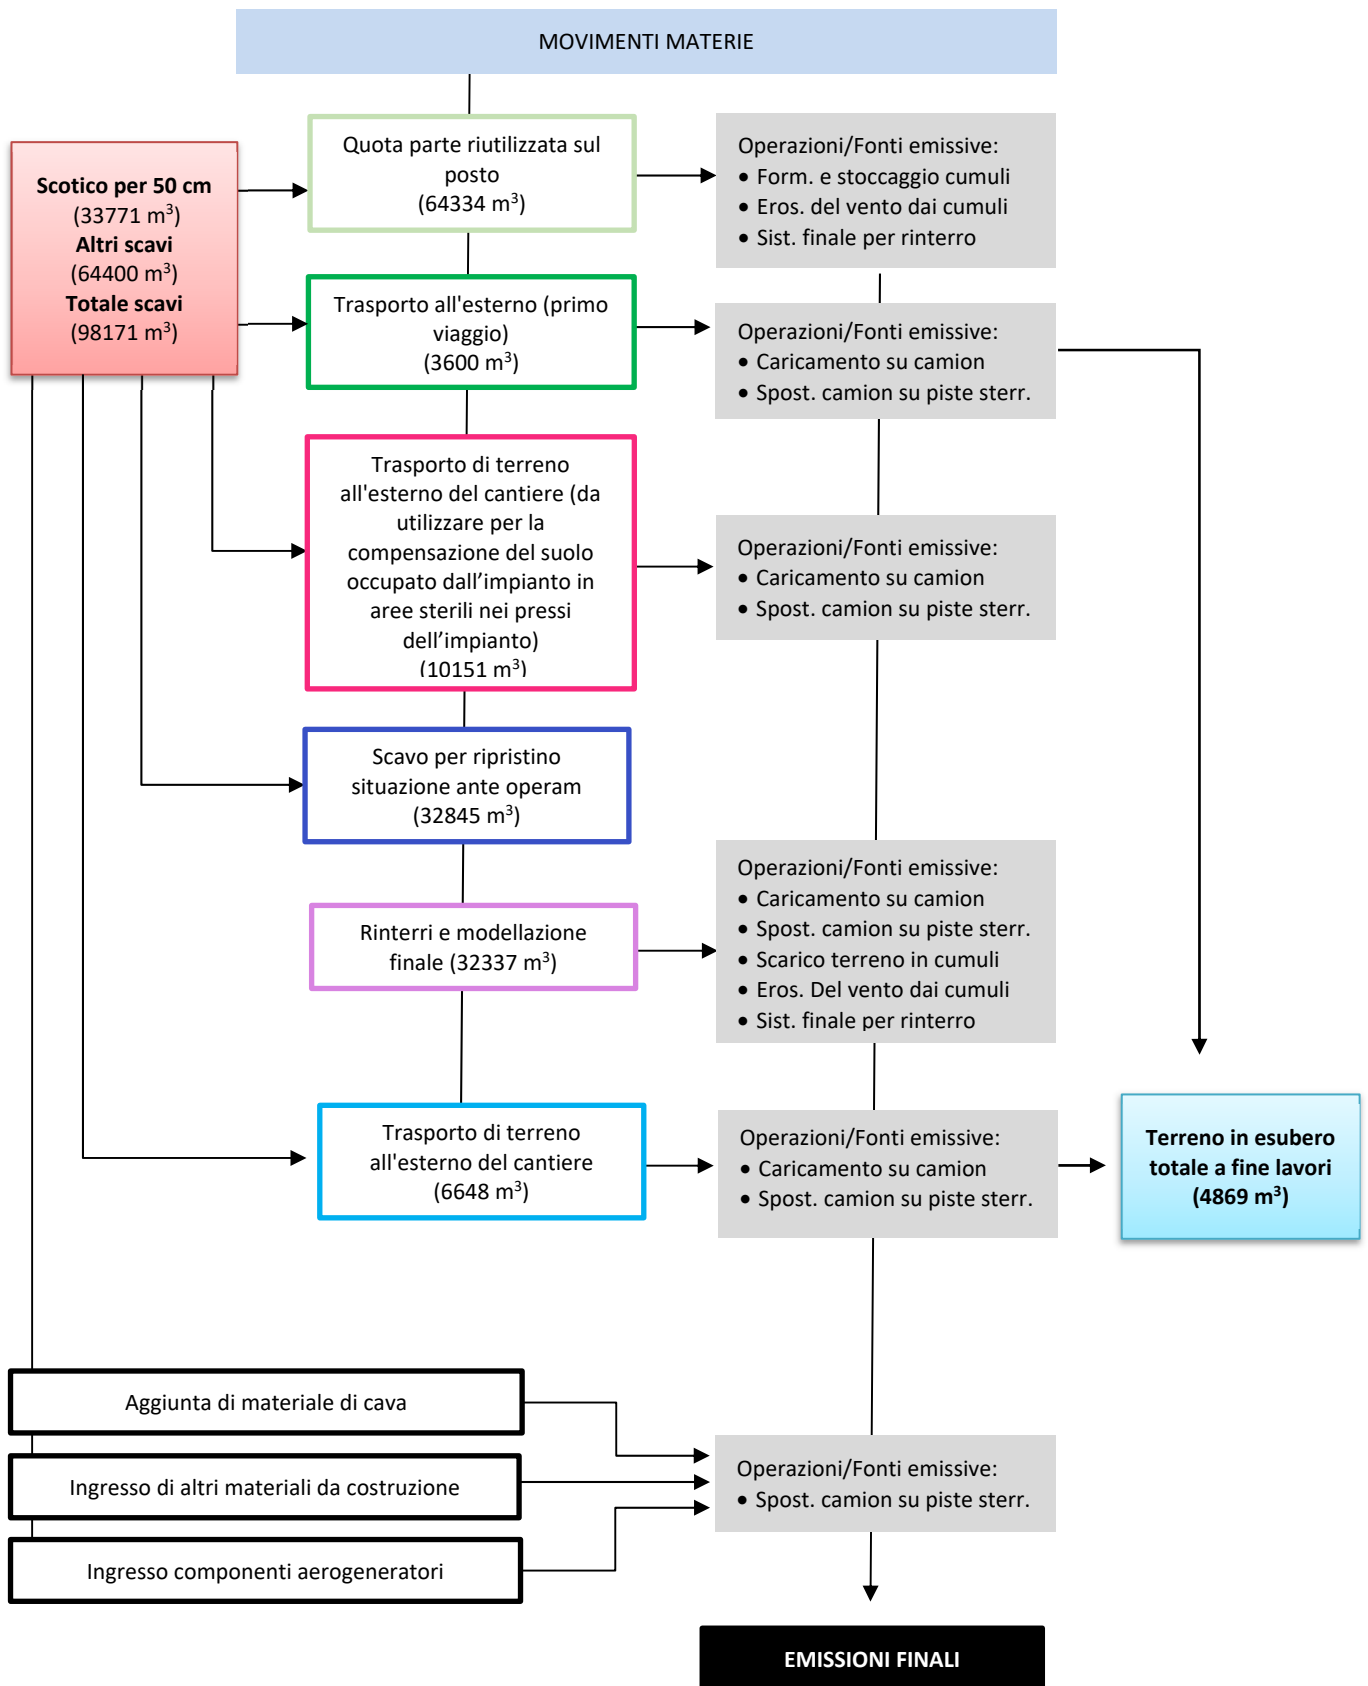 MOVIMENTI MATERIE
Scotico per 50 cm
(33771 m³)
Altri scavi
(64400 m³)
Totale scavi
(98171 m³)
Quota parte riutilizzata sul
posto
(64334 m³)
Operazioni/Fonti emissive:
• Form. e stoccaggio cumuli
• Eros. del vento dai cumuli
• Sist. finale per rinterro
Trasporto all'esterno (primo
viaggio)
(3600 m³)
Operazioni/Fonti emissive:
• Caricamento su camion
• Spost. camion su piste sterr.
Trasporto di terreno
all'esterno del cantiere (da
utilizzare per la
compensazione del suolo
occupato dall’impianto in
aree sterili nei pressi
dell’impianto)
(10151 m³)
Operazioni/Fonti emissive:
• Caricamento su camion
• Spost. camion su piste sterr.
Scavo per ripristino
situazione ante operam
(32845 m³)
Rinterri e modellazione
finale (32337 m³)
Operazioni/Fonti emissive:
• Caricamento su camion
• Spost. camion su piste sterr.
• Scarico terreno in cumuli
• Eros. Del vento dai cumuli
• Sist. finale per rinterro
Trasporto di terreno
all'esterno del cantiere
(6648 m³)
Operazioni/Fonti emissive:
• Caricamento su camion
• Spost. camion su piste sterr.
Terreno in esubero
totale a fine lavori
(4869 m³)
Aggiunta di materiale di cava
Ingresso di altri materiali da costruzione
Ingresso componenti aerogeneratori
Operazioni/Fonti emissive:
• Spost. camion su piste sterr.
EMISSIONI FINALI